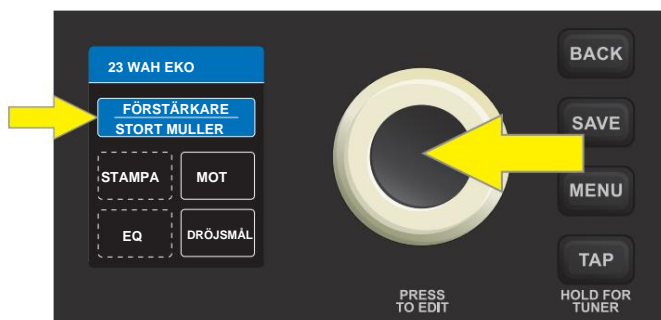 23 WAH EKO
FÖRSTÄRKARE
STORT MULLER
STAMPA
MOT
EQ
DRÖJSMÅL
PRESS
TO EDIT
BACK
SAVE
MENU
TAP
HOLD FOR
TUNER